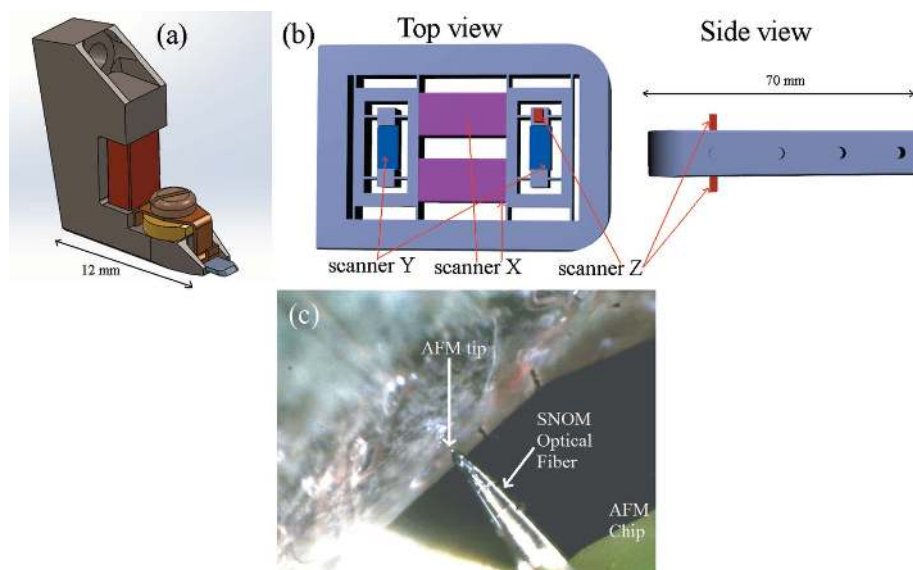 (a)
12 mm
(b)
Top view
Side view
70 mm
scanner Y
scanner X
scanner Z
(c)
AFM tip
SNOM
Optical
Fiber
AFM
Chip